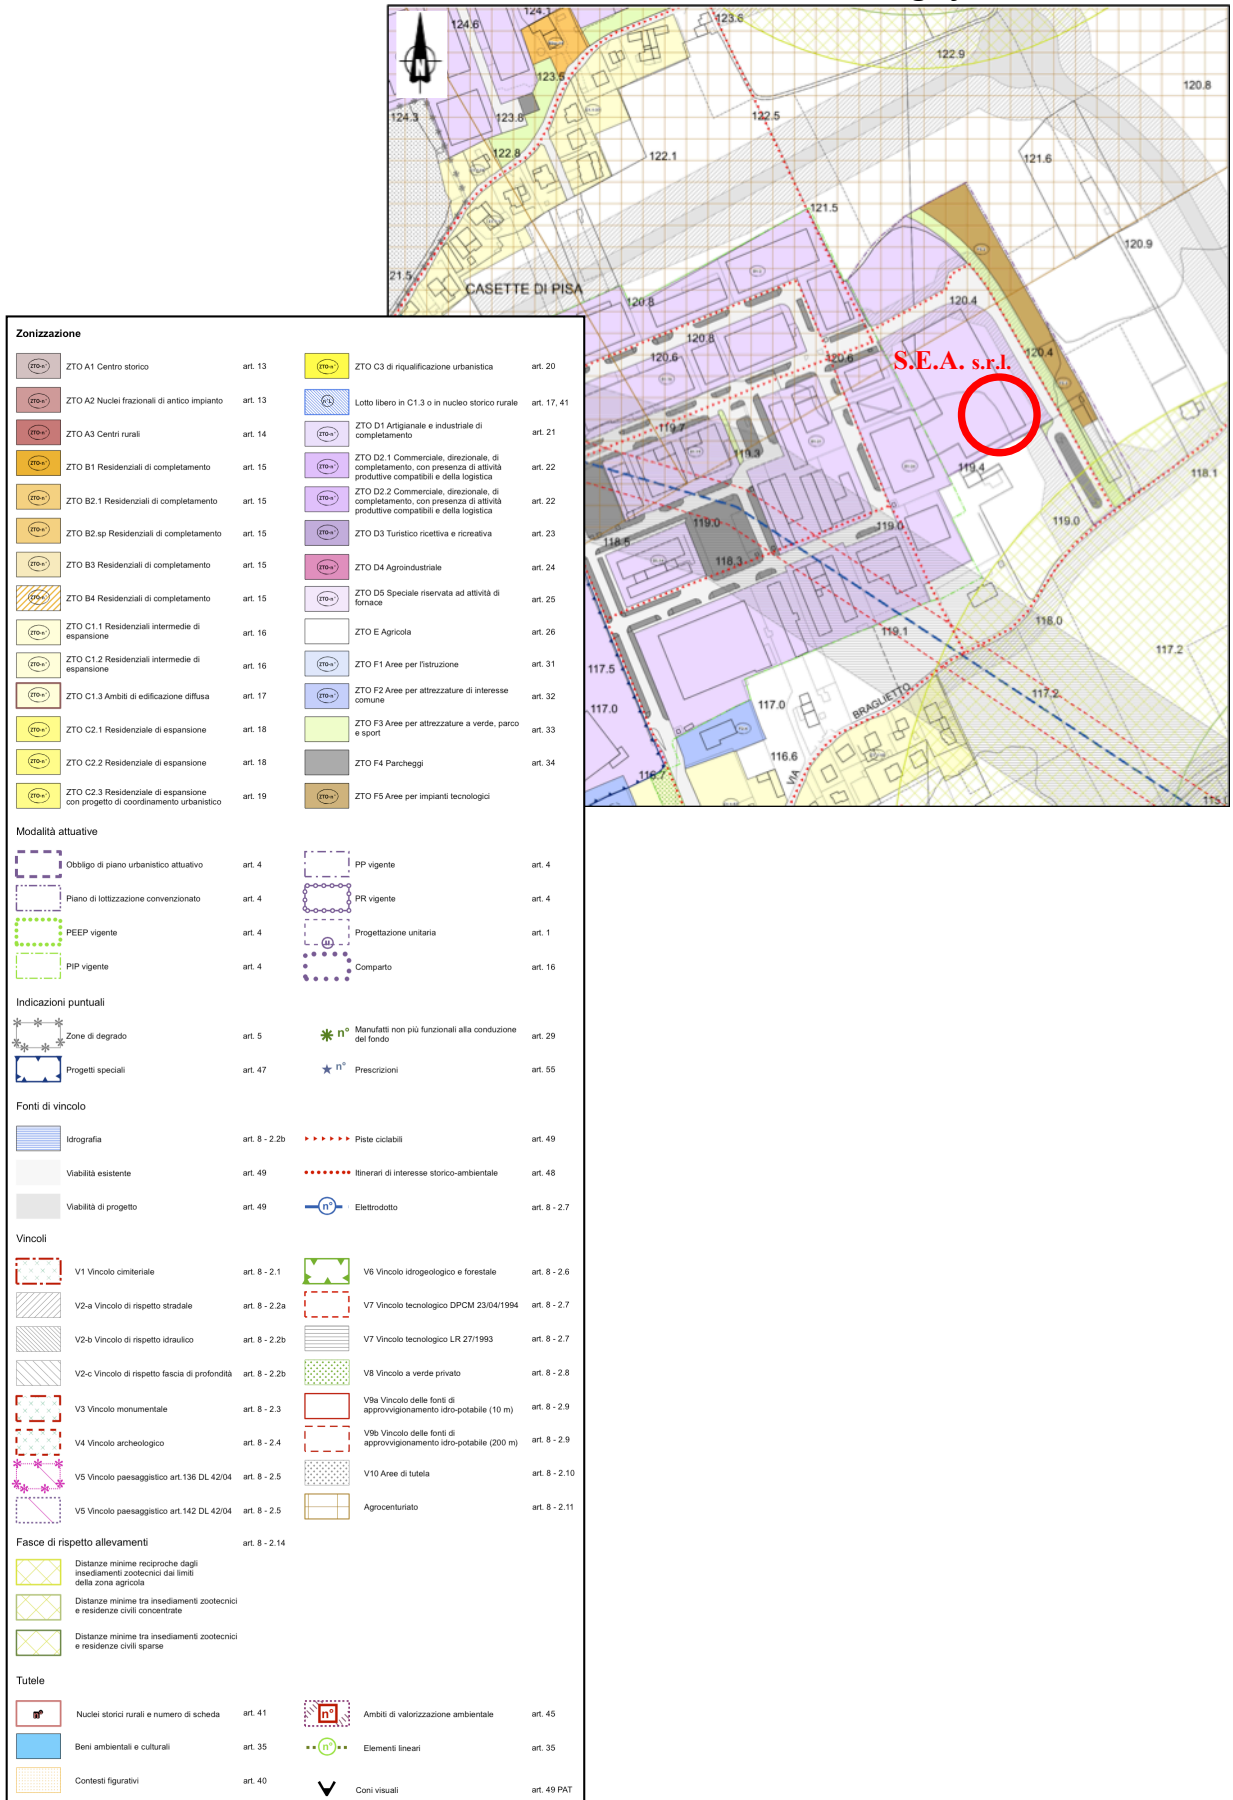 124.6
124.1
123.6
122.9
120.8
123.5
124.3
123.8
122.5
122.8
122.1
121.6
121.5
120.9
21.5
CASETTE DI PISA
120.8
120.4
120.8
120.6
120.6
120.4
S.E.A. s.r.l.
119.7
119.3
119.4
118.1
119.0
119.0
119.0
118.5
118.3
119.1
118.0
117.5
117.2
117.2
117.0
117.0
VIA BRAGLIETTO
116.6
116.7
115.0
Zonizzazione
ZTO-n° ZTO A1 Centro storico art. 13
ZTO-n° ZTO A2 Nuclei frazionali di antico impianto art. 13
ZTO-n° ZTO A3 Centri rurali art. 14
ZTO-n° ZTO B1 Residenziali di completamento art. 15
ZTO-n° ZTO B2.1 Residenziali di completamento art. 15
ZTO-n° ZTO B2.sp Residenziali di completamento art. 15
ZTO-n° ZTO B3 Residenziali di completamento art. 15
ZTO-n° ZTO B4 Residenziali di completamento art. 15
ZTO-n° ZTO C1.1 Residenziali intermedie di
espansione art. 16
ZTO-n° ZTO C1.2 Residenziali intermedie di
espansione art. 16
ZTO-n° ZTO C1.3 Ambiti di edificazione diffusa art. 17
ZTO-n° ZTO C2.1 Residenziale di espansione art. 18
ZTO-n° ZTO C2.2 Residenziale di espansione art. 18
ZTO-n° ZTO C2.3 Residenziale di espansione
con progetto di coordinamento urbanistico art. 19
ZTO-n° ZTO C3 di riqualificazione urbanistica art. 20
n°L Lotto libero in C1.3 o in nucleo storico rurale art. 17, 41
ZTO-n° ZTO D1 Artigianale e industriale di
completamento art. 21
ZTO-n° ZTO D2.1 Commerciale, direzionale, di
completamento, con presenza di attività
produttive compatibili e della logistica art. 22
ZTO-n° ZTO D2.2 Commerciale, direzionale, di
completamento, con presenza di attività
produttive compatibili e della logistica art. 22
ZTO-n° ZTO D3 Turistico ricettiva e ricreativa art. 23
ZTO-n° ZTO D4 Agroindustriale art. 24
ZTO-n° ZTO D5 Speciale riservata ad attività di
fornace art. 25
ZTO E Agricola art. 26
ZTO-n° ZTO F1 Aree per l'istruzione art. 31
ZTO-n° ZTO F2 Aree per attrezzature di interesse
comune art. 32
ZTO F3 Aree per attrezzature a verde, parco
e sport art. 33
ZTO F4 Parcheggi art. 34
ZTO-n° ZTO F5 Aree per impianti tecnologici
Modalità attuative
Obbligo di piano urbanistico attuativo art. 4
Piano di lottizzazione convenzionato art. 4
PEEP vigente art. 4
PIP vigente art. 4
PP vigente art. 4
PR vigente art. 4
U Progettazione unitaria art. 1
Comparto art. 16
Indicazioni puntuali
Zone di degrado art. 5
Progetti speciali art. 47
n° Manufatti non più funzionali alla conduzione
del fondo art. 29
n° Prescrizioni art. 55
Fonti di vincolo
Idrografia art. 8 - 2.2b
Viabilità esistente art. 49
Viabilità di progetto art. 49
Piste ciclabili art. 49
Itinerari di interesse storico-ambientale art. 48
n° Elettrodotto art. 8 - 2.7
Vincoli
V1 Vincolo cimiteriale art. 8 - 2.1
V2-a Vincolo di rispetto stradale art. 8 - 2.2a
V2-b Vincolo di rispetto idraulico art. 8 - 2.2b
V2-c Vincolo di rispetto fascia di profondità art. 8 - 2.2b
V3 Vincolo monumentale art. 8 - 2.3
V4 Vincolo archeologico art. 8 - 2.4
V5 Vincolo paesaggistico art.136 DL 42/04 art. 8 - 2.5
V5 Vincolo paesaggistico art.142 DL 42/04 art. 8 - 2.5
V6 Vincolo idrogeologico e forestale art. 8 - 2.6
V7 Vincolo tecnologico DPCM 23/04/1994 art. 8 - 2.7
V7 Vincolo tecnologico LR 27/1993 art. 8 - 2.7
V8 Vincolo a verde privato art. 8 - 2.8
V9a Vincolo delle fonti di
approvvigionamento idro-potabile (10 m) art. 8 - 2.9
V9b Vincolo delle fonti di
approvvigionamento idro-potabile (200 m) art. 8 - 2.9
V10 Aree di tutela art. 8 - 2.10
Agrocenturiato art. 8 - 2.11
Fasce di rispetto allevamenti art. 8 - 2.14
Distanze minime reciproche dagli
insediamenti zootecnici dai limiti
della zona agricola
Distanze minime tra insediamenti zootecnici
e residenze civili concentrate
Distanze minime tra insediamenti zootecnici
e residenze civili sparse
Tutele
n° Nuclei storici rurali e numero di scheda art. 41
Beni ambientali e culturali art. 35
Contesti figurativi art. 40
n° Ambiti di valorizzazione ambientale art. 45
n° Elementi lineari art. 35
Coni visuali art. 49 PAT